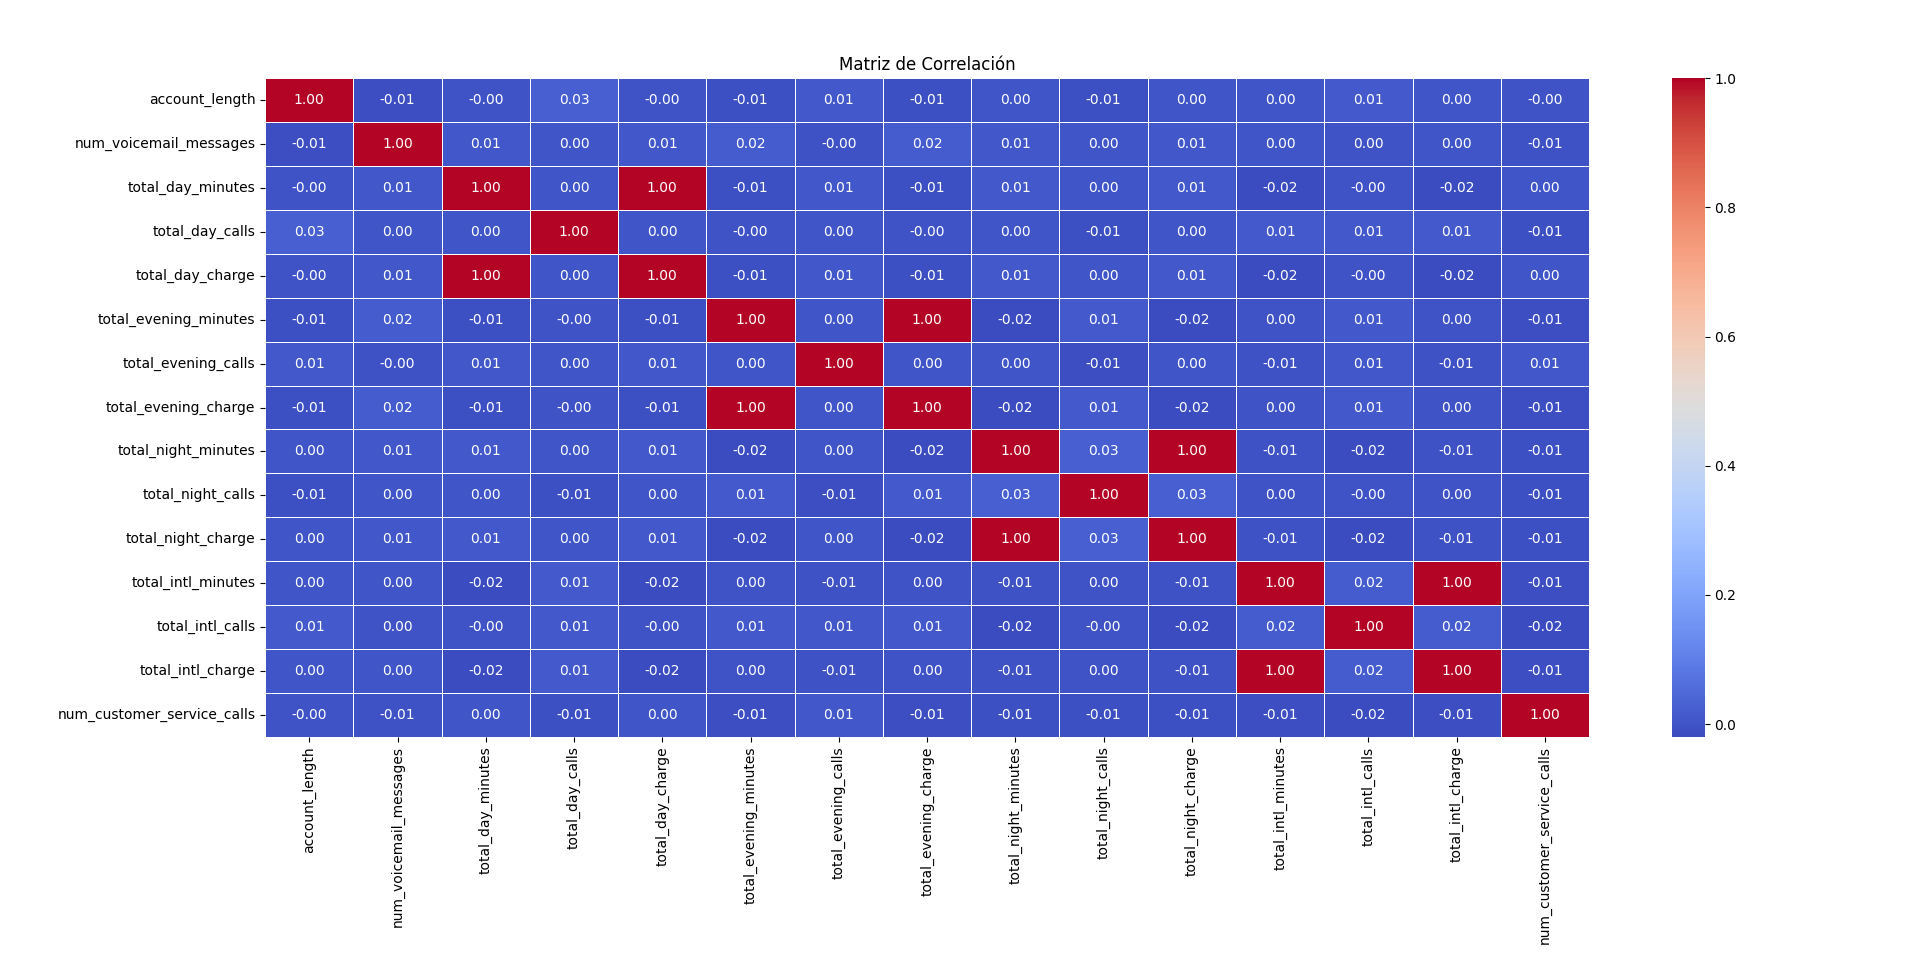 Matriz de Correlación
account_length 1.00 -0.01 -0.00 0.03 -0.00 -0.01 0.01 -0.01 0.00 -0.01 0.00 0.00 0.01 0.00 -0.00
num_voicemail_messages -0.01 1.00 0.01 0.00 0.01 0.02 -0.00 0.02 0.01 0.00 0.01 0.00 0.00 0.00 -0.01
total_day_minutes -0.00 0.01 1.00 0.00 1.00 -0.01 0.01 -0.01 0.01 0.00 0.01 -0.02 -0.00 -0.02 0.00
total_day_calls 0.03 0.00 0.00 1.00 0.00 -0.00 0.00 -0.00 0.00 -0.01 0.00 0.01 0.01 0.01 -0.01
total_day_charge -0.00 0.01 1.00 0.00 1.00 -0.01 0.01 -0.01 0.01 0.00 0.01 -0.02 -0.00 -0.02 0.00
total_evening_minutes -0.01 0.02 -0.01 -0.00 -0.01 1.00 0.00 1.00 -0.02 0.01 -0.02 0.00 0.01 0.00 -0.01
total_evening_calls 0.01 -0.00 0.01 0.00 0.01 0.00 1.00 0.00 0.00 -0.01 0.00 -0.01 0.01 -0.01 0.01
total_evening_charge -0.01 0.02 -0.01 -0.00 -0.01 1.00 0.00 1.00 -0.02 0.01 -0.02 0.00 0.01 0.00 -0.01
total_night_minutes 0.00 0.01 0.01 0.00 0.01 -0.02 0.00 -0.02 1.00 0.03 1.00 -0.01 -0.02 -0.01 -0.01
total_night_calls -0.01 0.00 0.00 -0.01 0.00 0.01 -0.01 0.01 0.03 1.00 0.03 0.00 -0.00 0.00 -0.01
total_night_charge 0.00 0.01 0.01 0.00 0.01 -0.02 0.00 -0.02 1.00 0.03 1.00 -0.01 -0.02 -0.01 -0.01
total_intl_minutes 0.00 0.00 -0.02 0.01 -0.02 0.00 -0.01 0.00 -0.01 0.00 -0.01 1.00 0.02 1.00 -0.01
total_intl_calls 0.01 0.00 -0.00 0.01 -0.00 0.01 0.01 0.01 -0.02 -0.00 -0.02 0.02 1.00 0.02 -0.02
total_intl_charge 0.00 0.00 -0.02 0.01 -0.02 0.00 -0.01 0.00 -0.01 0.00 -0.01 1.00 0.02 1.00 -0.01
num_customer_service_calls -0.00 -0.01 0.00 -0.01 0.00 -0.01 0.01 -0.01 -0.01 -0.01 -0.01 -0.01 -0.02 -0.01 1.00
account_length
num_voicemail_messages
total_day_minutes
total_day_calls
total_day_charge
total_evening_minutes
total_evening_calls
total_evening_charge
total_night_minutes
total_night_calls
total_night_charge
total_intl_minutes
total_intl_calls
total_intl_charge
num_customer_service_calls
1.0
0.8
0.6
0.4
0.2
0.0